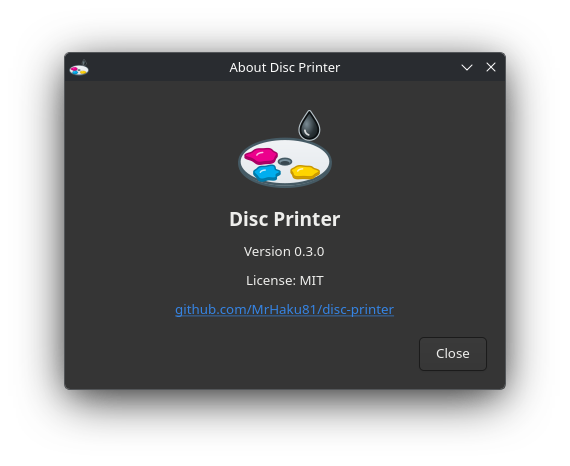 About Disc Printer
Disc Printer
Version 0.3.0
License: MIT
github.com/MrHaku81/disc-printer
Close